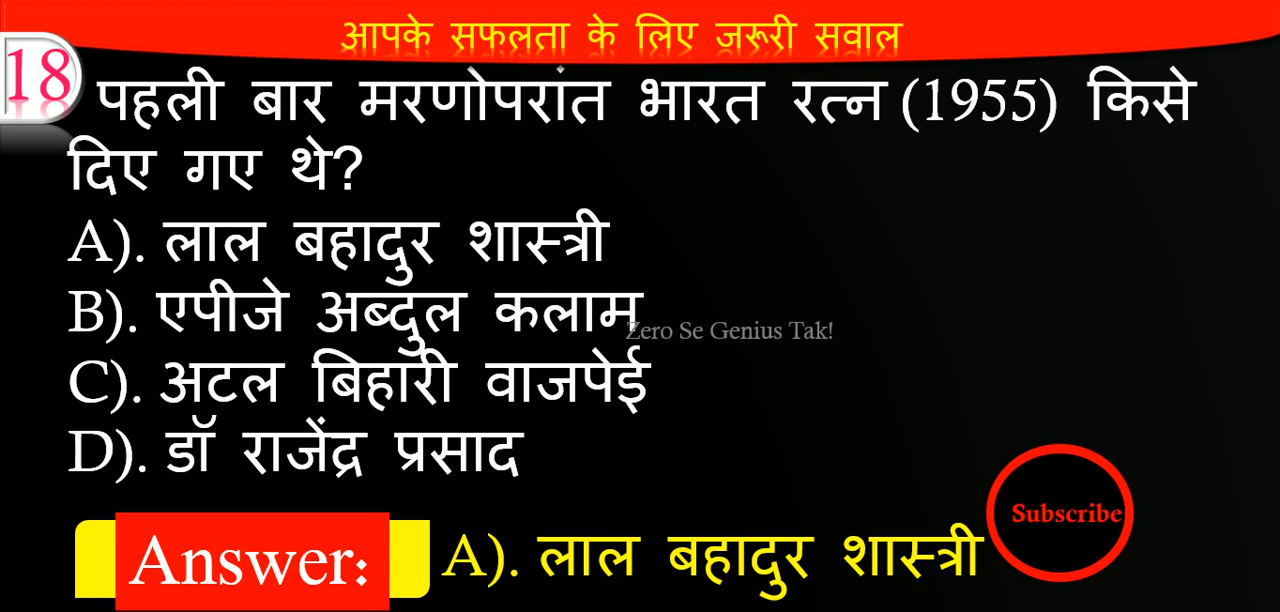 आपके सफलता के लिए जरूरी सवाल
18 पहली बार मरणोपरांत भारत रत्न (1955) किसे
दिए गए थे?
A). लाल बहादुर शास्त्री
B). एपीजे अब्दुल कलाम
Zero Se Genius Tak!
C). अटल बिहारी वाजपेई
D). डॉ राजेंद्र प्रसाद
Subscribe
Answer: A). लाल बहादुर शास्त्री